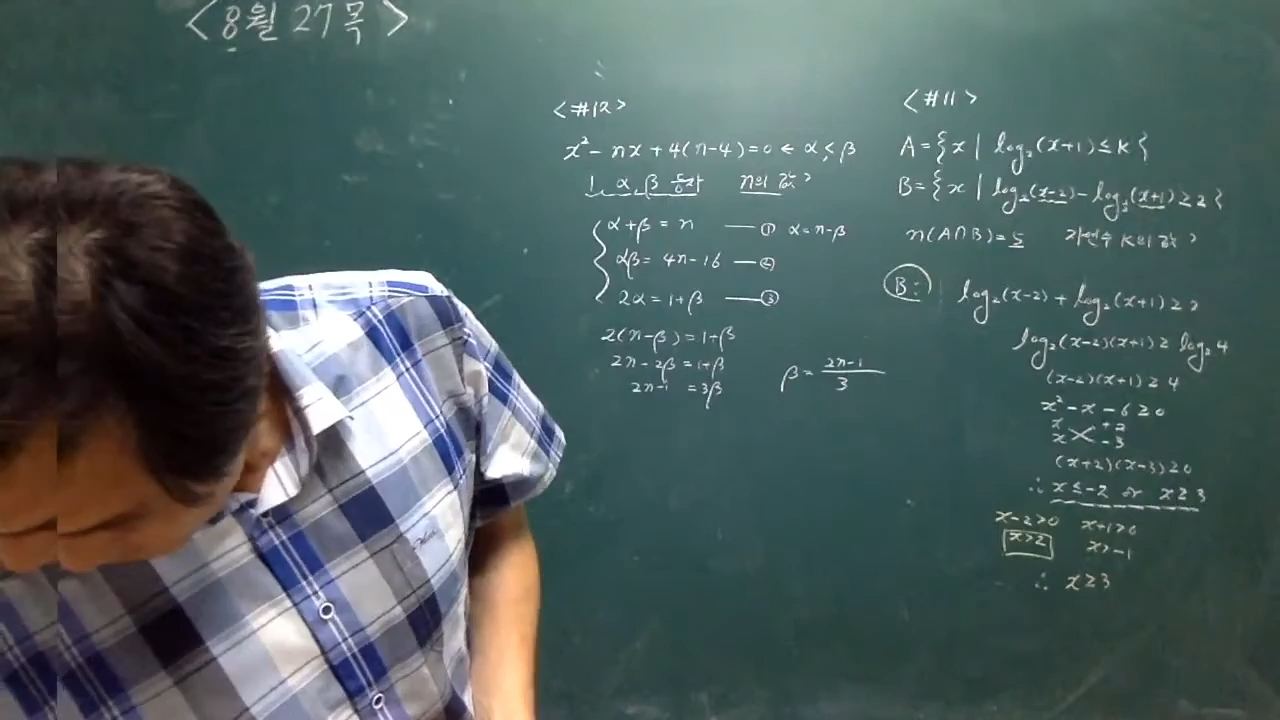 <8월 27목>
<#12>
x² - nx + 4(n-4) = 0 ← α < β
1, α, β 등차 n의 값?
α+β = n —① α = n-β
αβ = 4n-16 —②
2α = 1+β —③
2(n-β) = 1+β
2n - 2β = 1+β
2n-1 = 3β
β = (2n-1)/3
<#11>
A = {x | log₂(x+1) ≤ k}
B = {x | log₂(x-2) - log_½(x+1) ≥ 2}
n(A∩B) = 5 자연수 k의 값?
B: log₂(x-2) + log₂(x+1) ≥ 2
log₂(x-2)(x+1) ≥ log₂4
(x-2)(x+1) ≥ 4
x² - x - 6 ≥ 0
x +2
x -3
(x+2)(x-3) ≥ 0
∴ x ≤ -2 or x ≥ 3
x-2>0 x+1>0
x>2 x>-1
∴ x ≥ 3